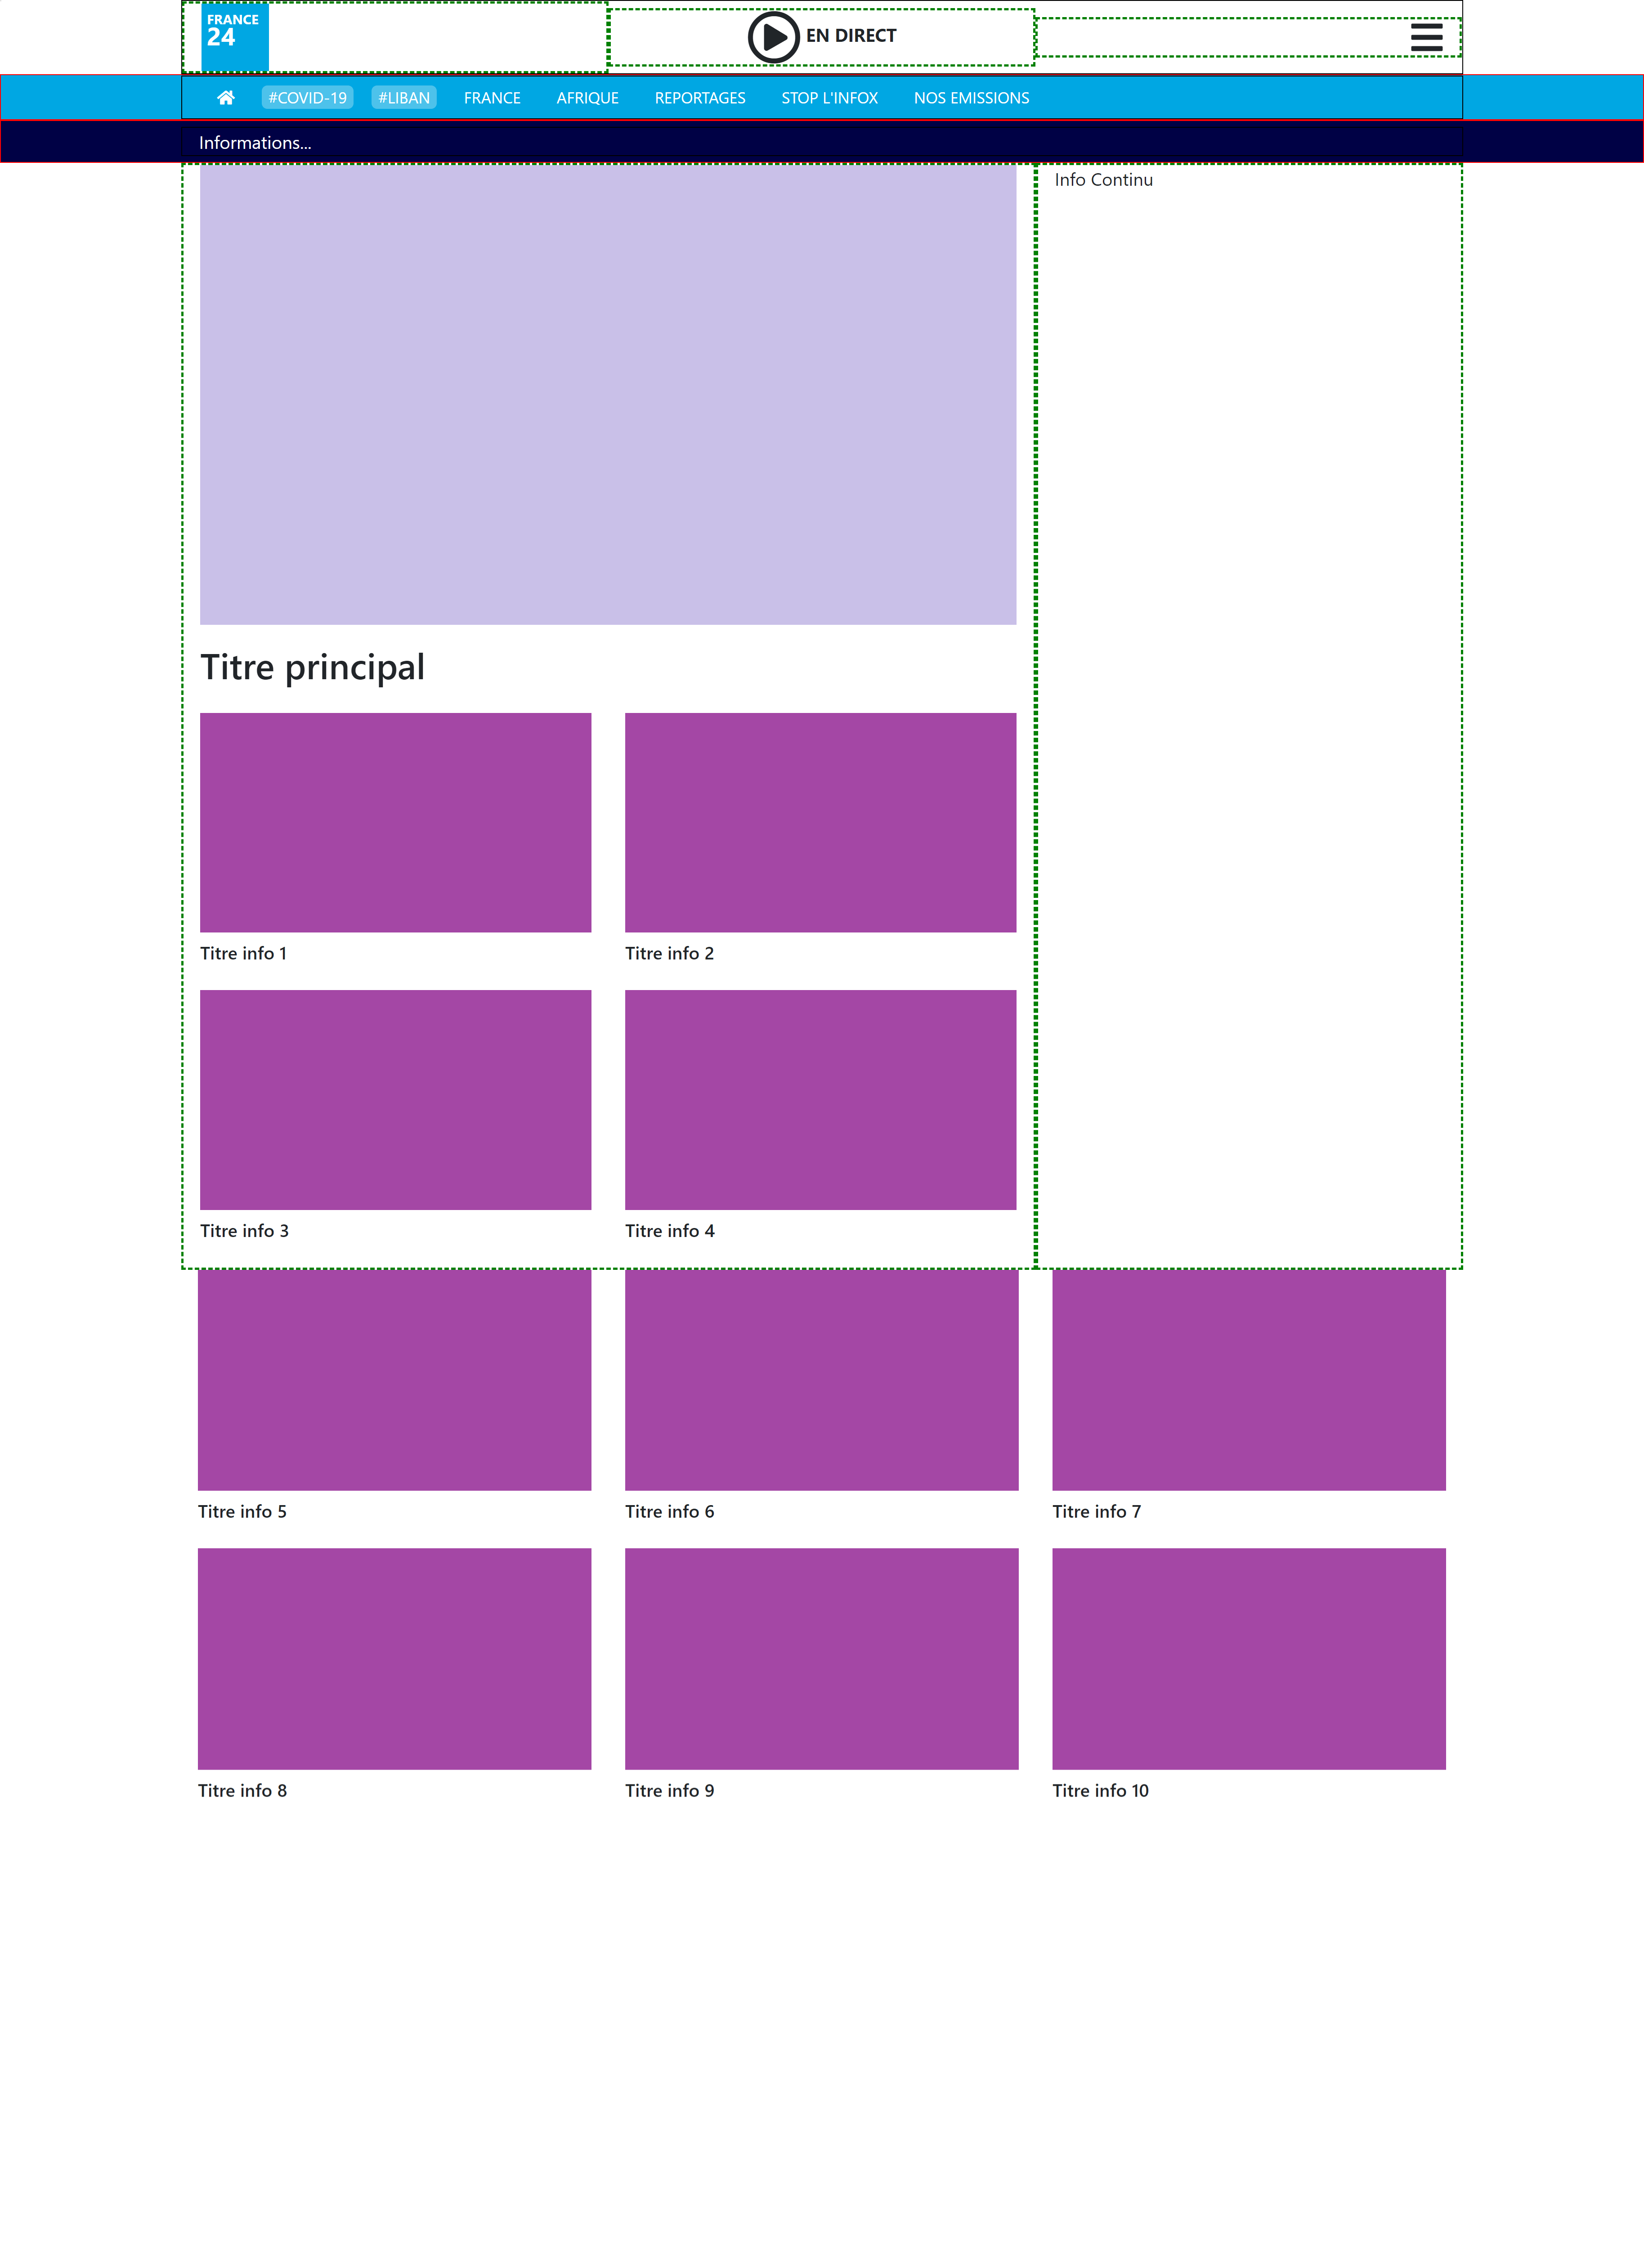 FRANCE
24
EN DIRECT
#COVID-19 #LIBAN FRANCE AFRIQUE REPORTAGES STOP L'INFOX NOS EMISSIONS
Informations...
Info Continu
Titre principal
Titre info 1 Titre info 2
Titre info 3 Titre info 4
Titre info 5 Titre info 6 Titre info 7
Titre info 8 Titre info 9 Titre info 10